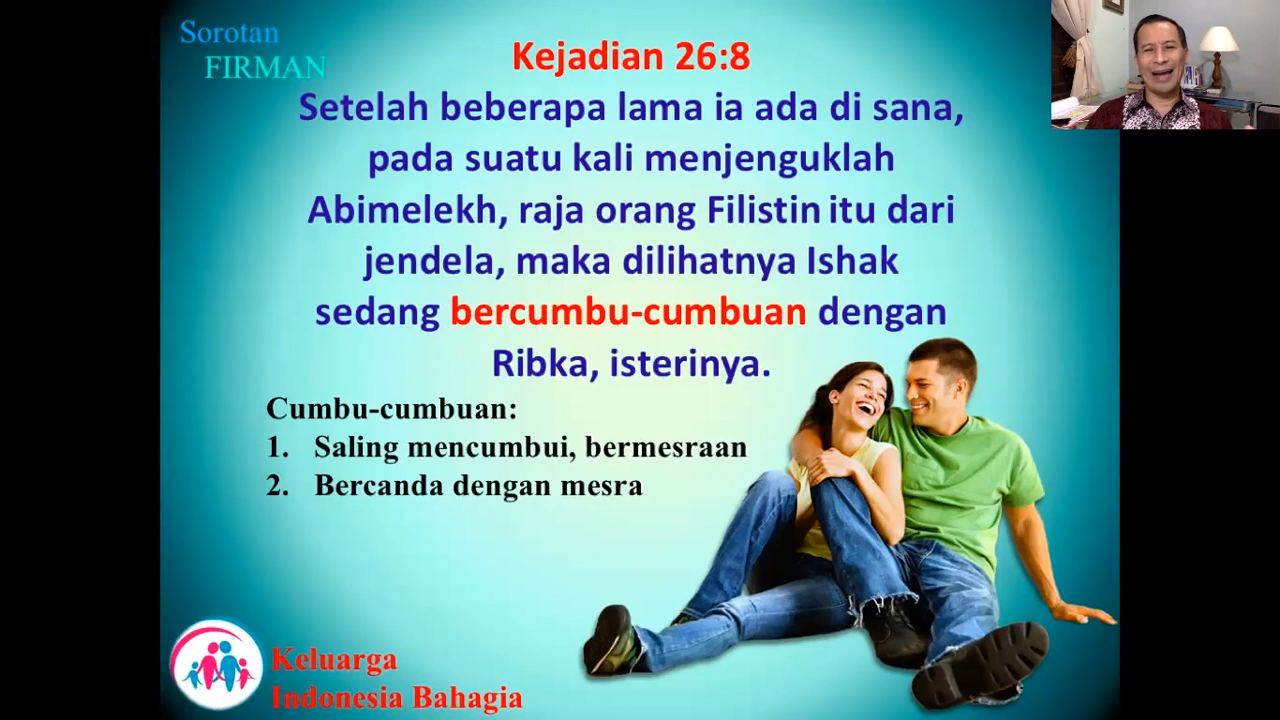 Sorotan
FIRMAN
Kejadian 26:8
Setelah beberapa lama ia ada di sana,
pada suatu kali menjenguklah
Abimelekh, raja orang Filistin itu dari
jendela, maka dilihatnya Ishak
sedang bercumbu-cumbuan dengan
Ribka, isterinya.
Cumbu-cumbuan:
1. Saling mencumbui, bermesraan
2. Bercanda dengan mesra
Keluarga
Indonesia Bahagia